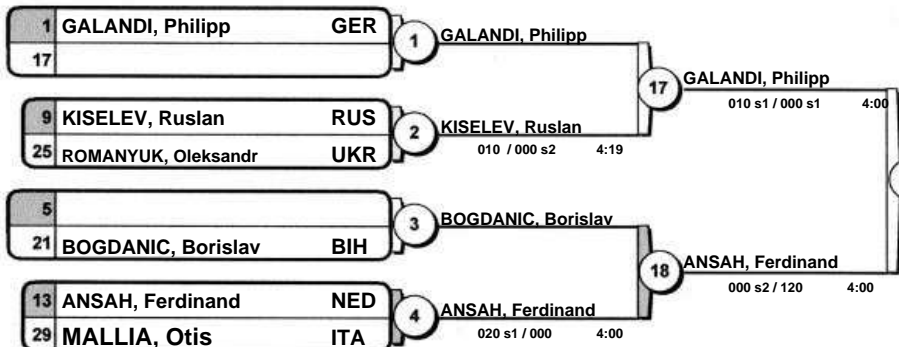 1 GALANDI, Philipp GER
17
1 GALANDI, Philipp
9 KISELEV, Ruslan RUS
25 ROMANYUK, Oleksandr UKR
2 KISELEV, Ruslan
010 / 000 s2 4:19
17 GALANDI, Philipp
010 s1 / 000 s1 4:00
5
21 BOGDANIC, Borislav BIH
3 BOGDANIC, Borislav
13 ANSAH, Ferdinand NED
29 MALLIA, Otis ITA
4 ANSAH, Ferdinand
020 s1 / 000 4:00
18 ANSAH, Ferdinand
000 s2 / 120 4:00